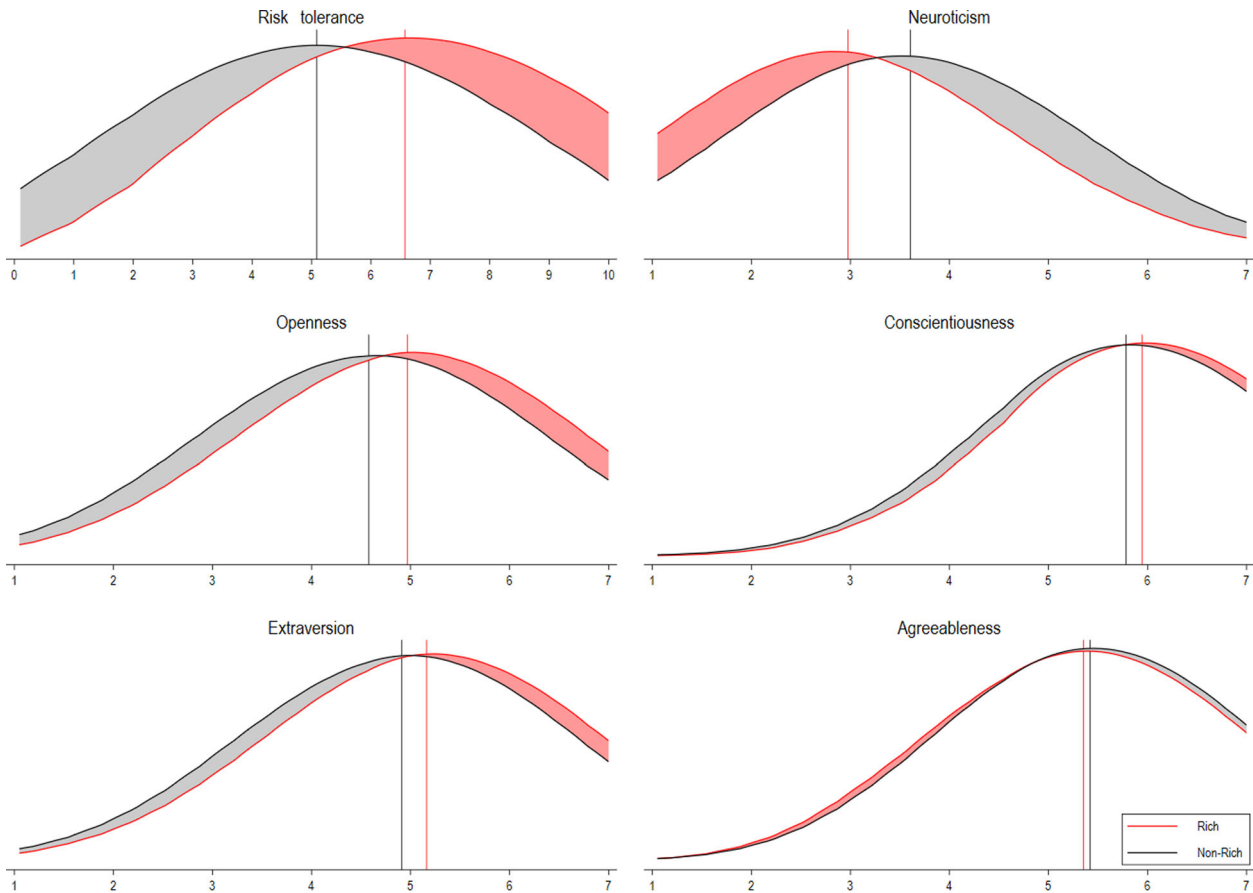 Risk tolerance
Neuroticism
0 1 2 3 4 5 6 7 8 9 10
1 2 3 4 5 6 7
Openness
Conscientiousness
1 2 3 4 5 6 7
1 2 3 4 5 6 7
Extraversion
Agreeableness
Rich
Non-Rich
1 2 3 4 5 6 7
1 2 3 4 5 6 7